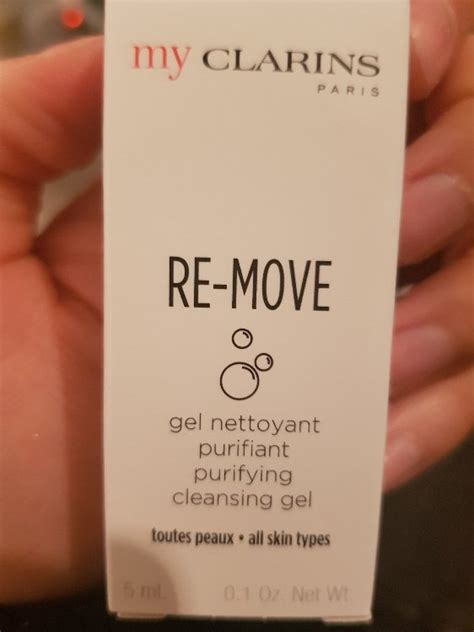 my CLARINS
PARIS
RE-MOVE
gel nettoyant
purifiant
purifying
cleansing gel
toutes peaux • all skin types
5 ml. 0.1 Oz. Net Wt.